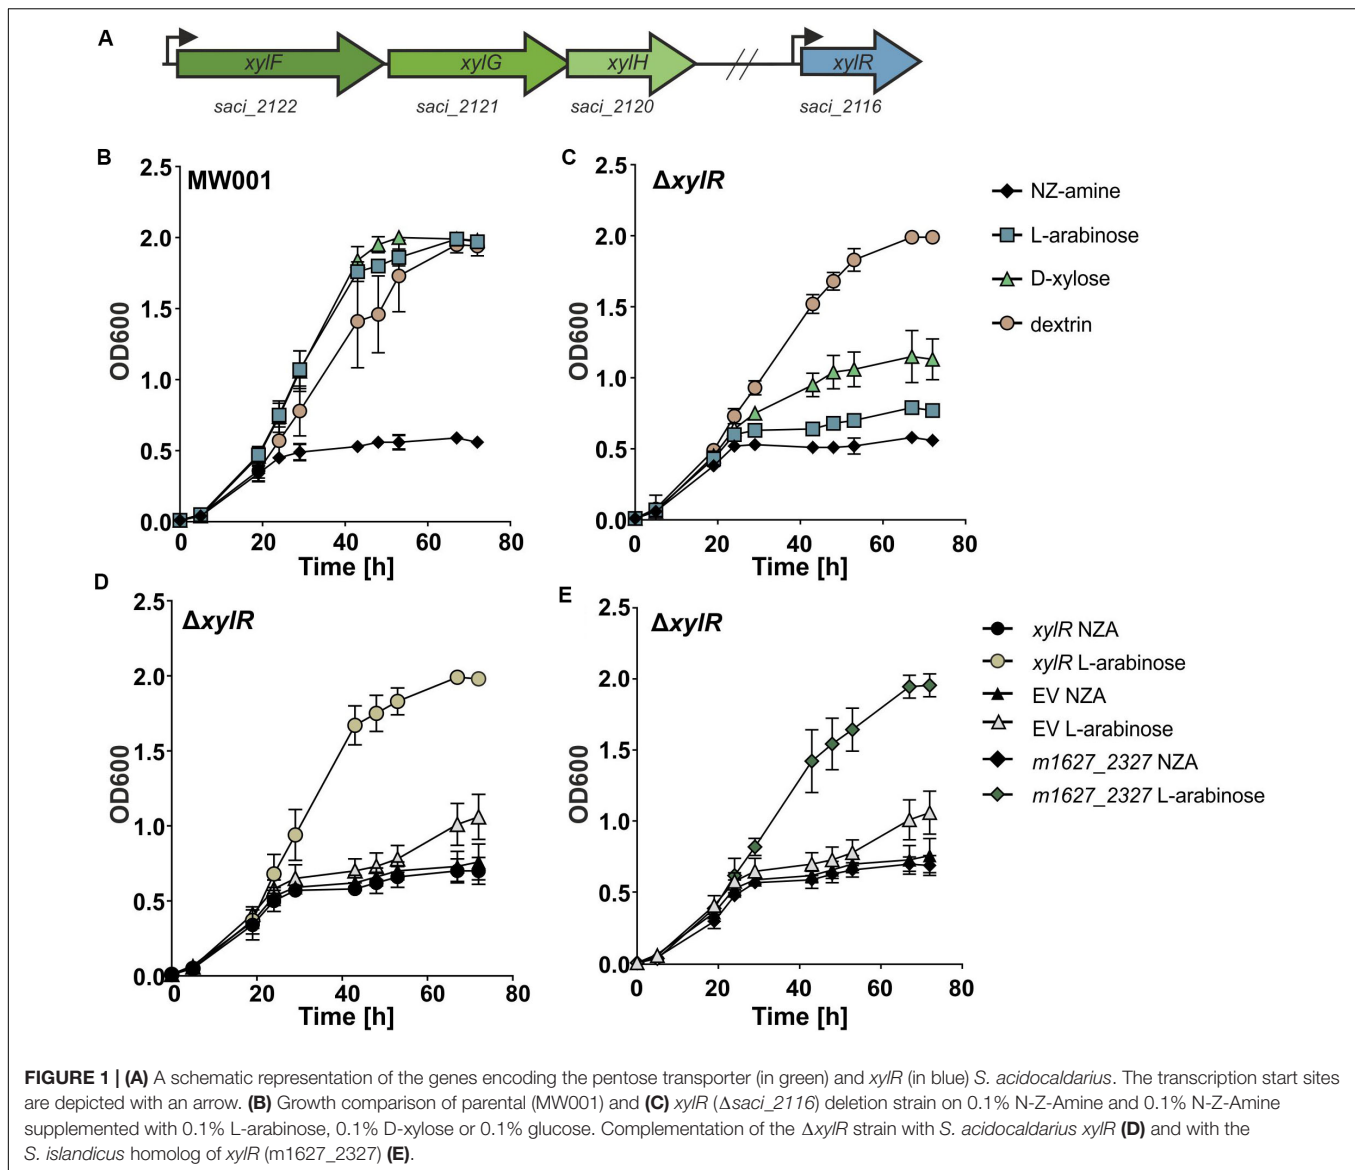 A
xylF
xylG
xylH
xylR
saci_2122
saci_2121
saci_2120
saci_2116
B
MW001
OD600
2.5
2.0
1.5
1.0
0.5
0.0
0 20 40 60 80
Time [h]
C
ΔxylR
OD600
2.5
2.0
1.5
1.0
0.5
0.0
0 20 40 60 80
Time [h]
NZ-amine
L-arabinose
D-xylose
dextrin
D
ΔxylR
OD600
2.5
2.0
1.5
1.0
0.5
0.0
0 20 40 60 80
Time [h]
E
ΔxylR
OD600
2.5
2.0
1.5
1.0
0.5
0.0
0 20 40 60 80
Time [h]
xylR NZA
xylR L-arabinose
EV NZA
EV L-arabinose
m1627_2327 NZA
m1627_2327 L-arabinose
FIGURE 1 | (A) A schematic representation of the genes encoding the pentose transporter (in green) and xylR (in blue) S. acidocaldarius. The transcription start sites
are depicted with an arrow. (B) Growth comparison of parental (MW001) and (C) xylR (Δsaci_2116) deletion strain on 0.1% N-Z-Amine and 0.1% N-Z-Amine
supplemented with 0.1% L-arabinose, 0.1% D-xylose or 0.1% glucose. Complementation of the ΔxylR strain with S. acidocaldarius xylR (D) and with the
S. islandicus homolog of xylR (m1627_2327) (E).